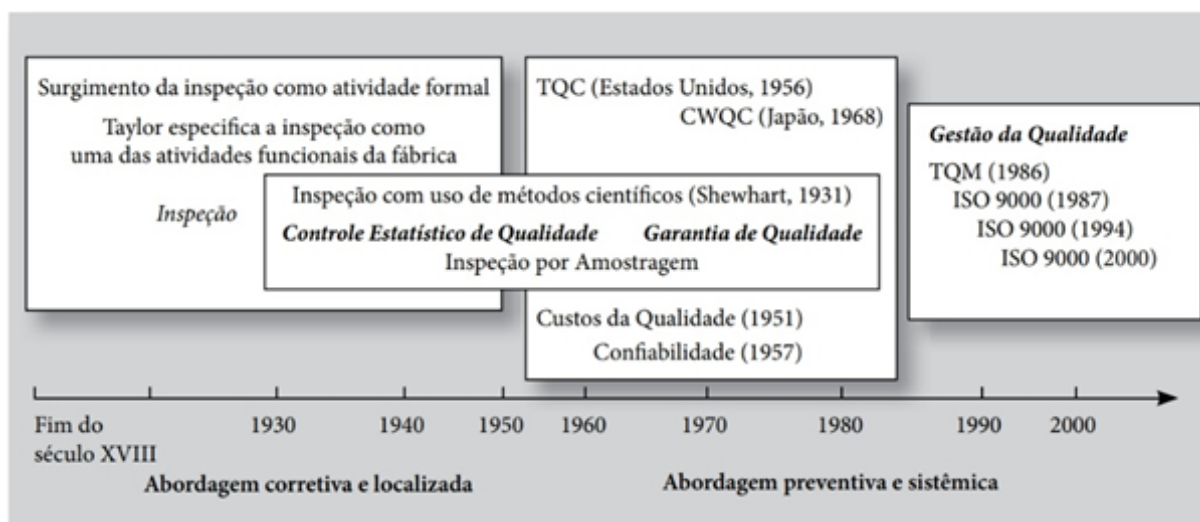 Surgimento da inspeção como atividade formal
Taylor especifica a inspeção como
uma das atividades funcionais da fábrica
Inspeção
TQC (Estados Unidos, 1956)
CWQC (Japão, 1968)
Inspeção com uso de métodos científicos (Shewhart, 1931)
Controle Estatístico de Qualidade Garantia de Qualidade
Inspeção por Amostragem
Custos da Qualidade (1951)
Confiabilidade (1957)
Gestão da Qualidade
TQM (1986)
ISO 9000 (1987)
ISO 9000 (1994)
ISO 9000 (2000)
Fim do
século XVIII
1930 1940 1950 1960 1970 1980 1990 2000
Abordagem corretiva e localizada
Abordagem preventiva e sistêmica